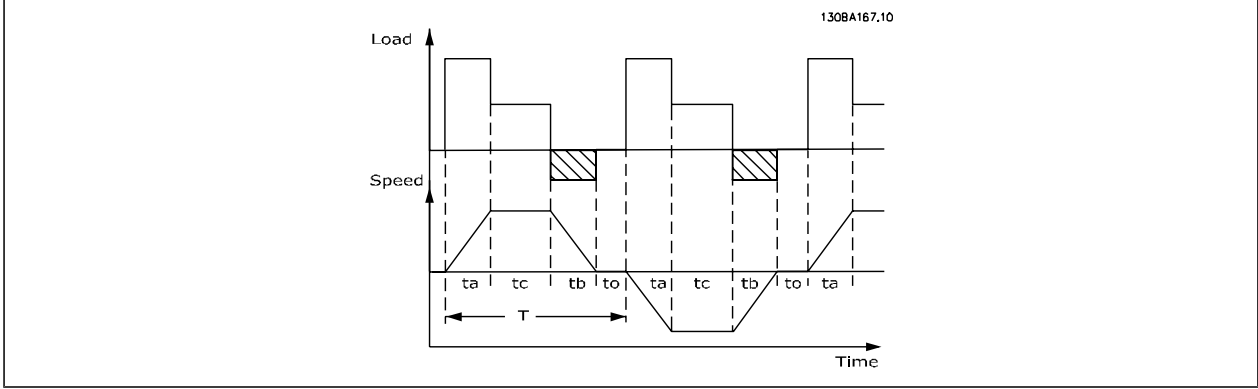 130BA167.10
Load
Speed
ta tc tb to ta tc tb to ta
T
Time